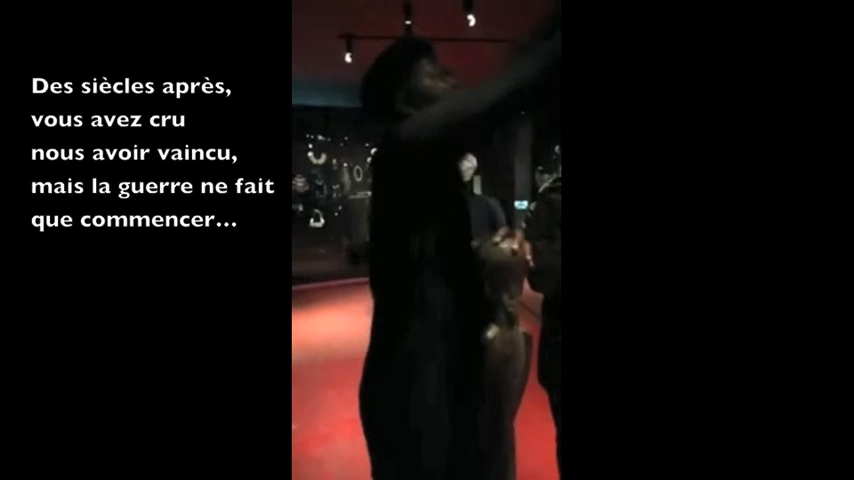 Des siècles après,
vous avez cru
nous avoir vaincu,
mais la guerre ne fait
que commencer...